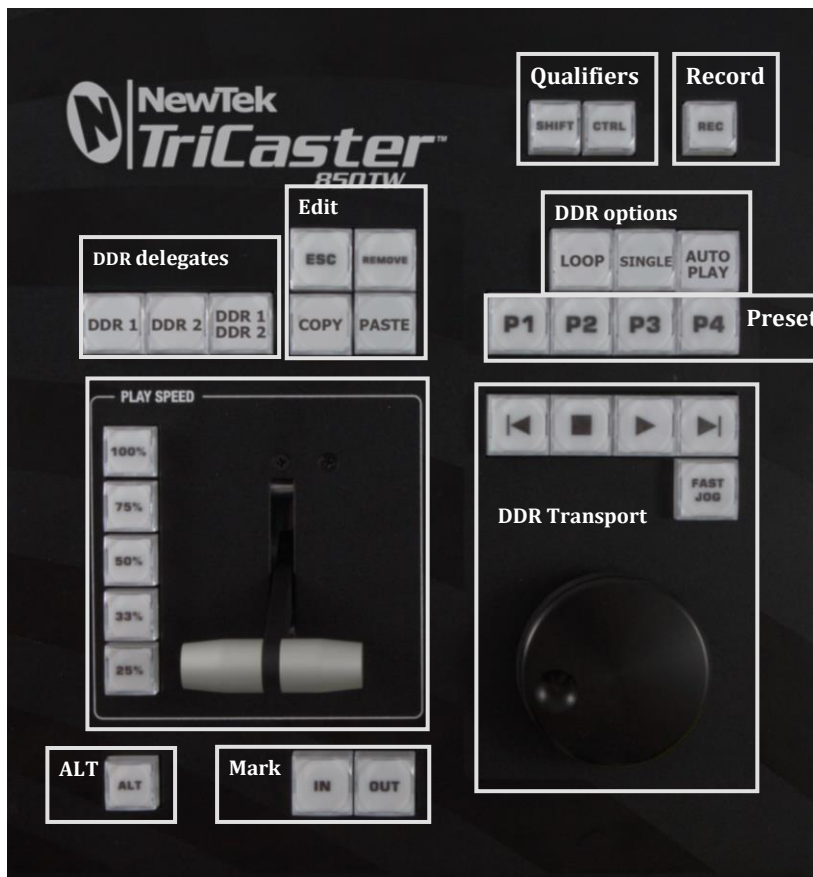 Qualifiers
Record
NewTek
TriCaster™
850TW
SHIFT CTRL
REC
Edit
DDR options
DDR delegates
ESC REMOVE
LOOP SINGLE AUTO PLAY
DDR 1 DDR 2 DDR 1 DDR 2
COPY PASTE
P1 P2 P3 P4 Preset
PLAY SPEED
100%
75%
50%
33%
25%
FAST JOG
DDR Transport
ALT
ALT
Mark
IN OUT